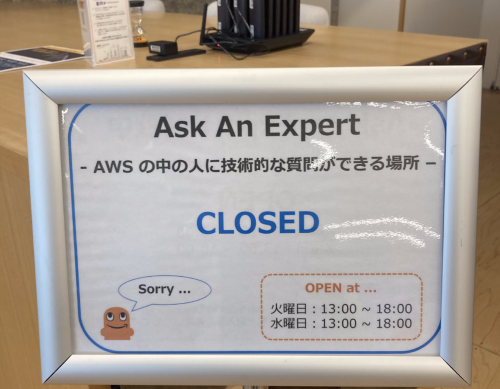 Ask An Expert
- AWS の中の人に技術的な質問ができる場所 −
CLOSED
Sorry ...
OPEN at ...
火曜日：13:00 ~ 18:00
水曜日：13:00 ~ 18:00